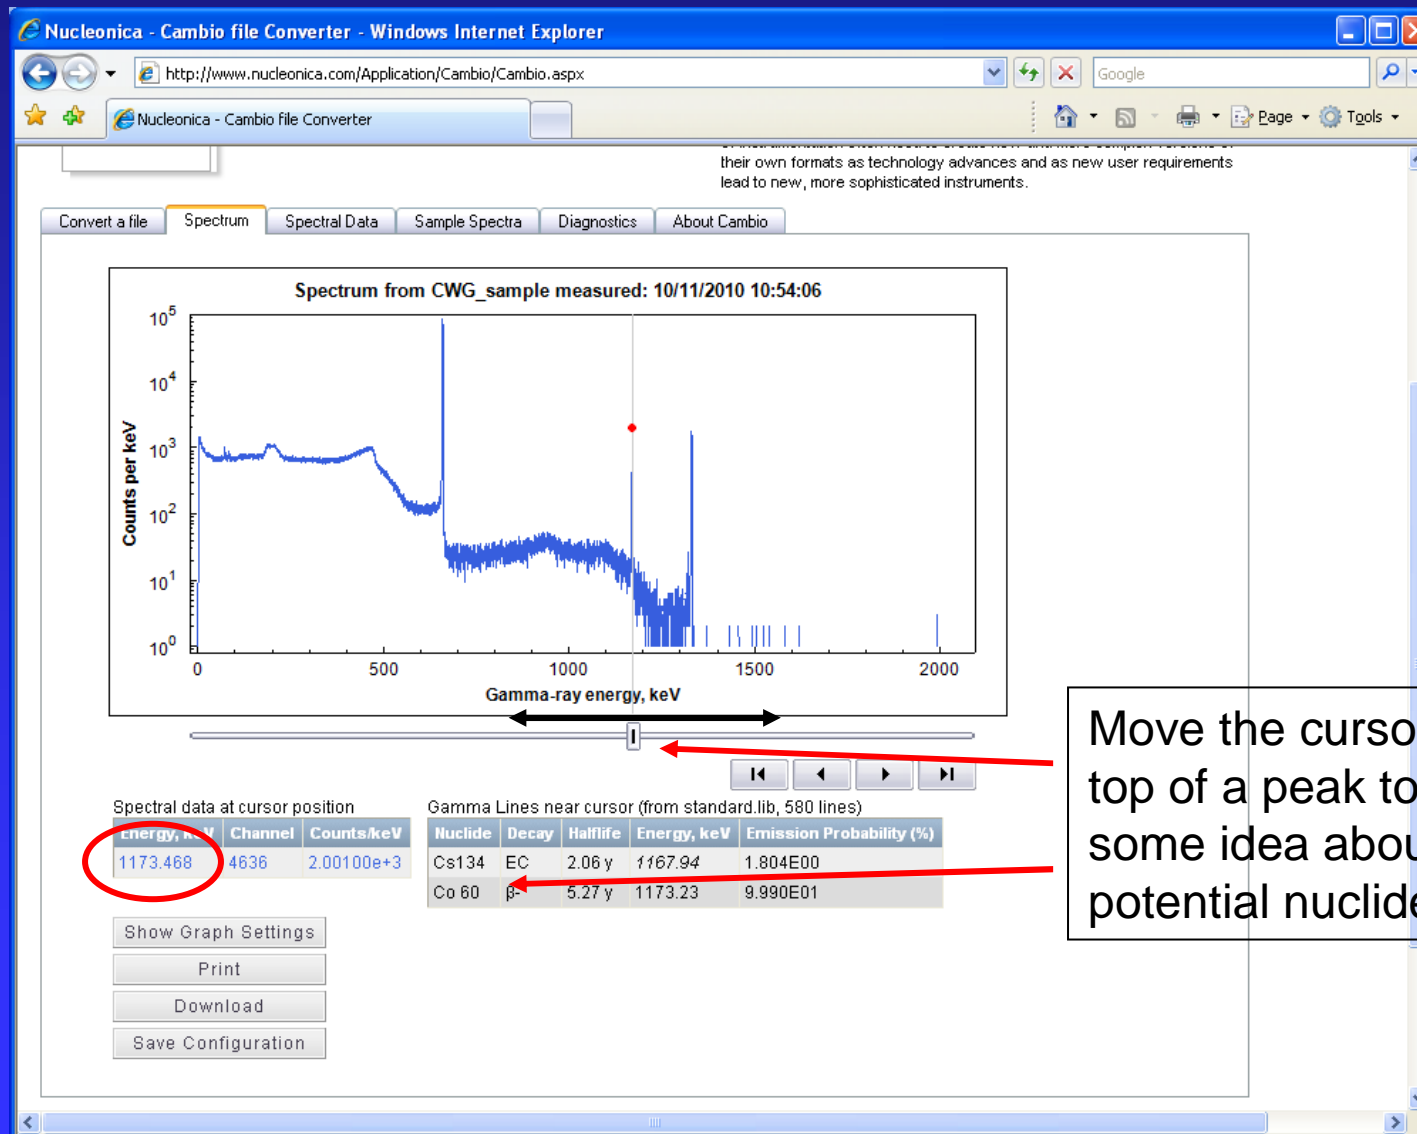 Nucleonica - Cambio file Converter - Windows Internet Explorer
http://www.nucleonica.com/Application/Cambio/Cambio.aspx
Google
Nucleonica - Cambio file Converter
Page
Tools
their own formats as technology advances and as new user requirements
lead to new, more sophisticated instruments.
Convert a file Spectrum Spectral Data Sample Spectra Diagnostics About Cambio
Spectrum from CWG_sample measured: 10/11/2010 10:54:06
Counts per keV
10^5
10^4
10^3
10^2
10^1
10^0
0 500 1000 1500 2000
Gamma-ray energy, keV
Move the curso
top of a peak to
some idea abou
potential nuclide
Spectral data at cursor position
Energy, keV Channel Counts/keV
1173.468 4636 2.00100e+3
Gamma Lines near cursor (from standard.lib, 580 lines)
Nuclide Decay Halflife Energy, keV Emission Probability (%)
Cs134 EC 2.06 y 1167.94 1.804E00
Co 60 β- 5.27 y 1173.23 9.990E01
Show Graph Settings
Print
Download
Save Configuration